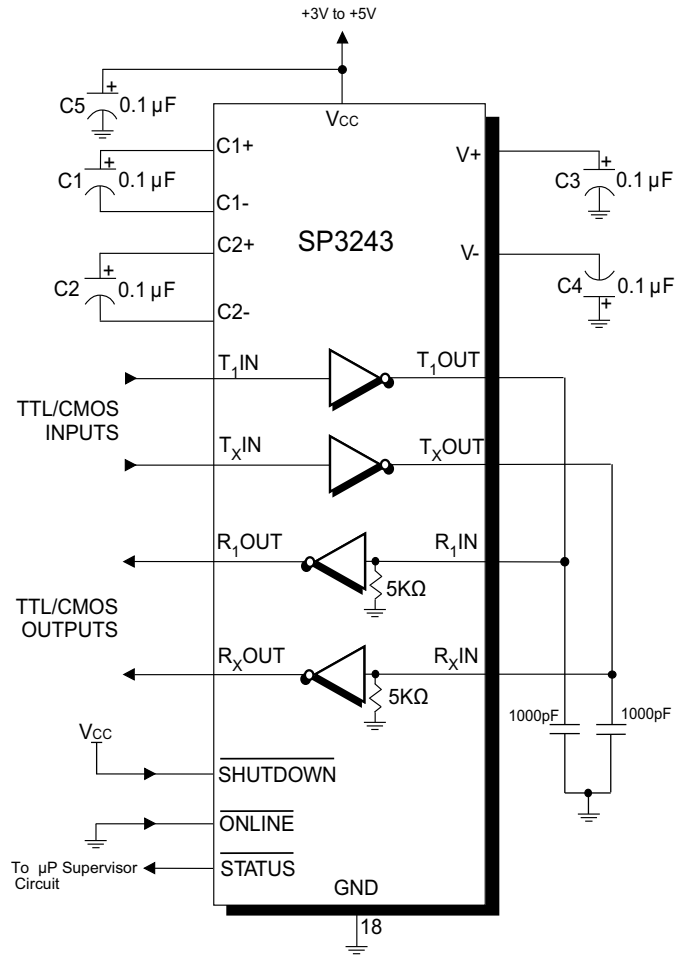 +3V to +5V
VCC
C5
+
0.1 µF
C1+
C1
+
0.1 µF
C1-
C2+
C2
+
0.1 µF
C2-
SP3243
V+
C3
+
0.1 µF
V-
C4
0.1 µF
+
TTL/CMOS
INPUTS
T1IN
T1OUT
TXIN
TXOUT
TTL/CMOS
OUTPUTS
R1OUT
R1IN
5KΩ
RXOUT
RXIN
5KΩ
1000pF
1000pF
VCC
SHUTDOWN
ONLINE
To µP Supervisor
Circuit
STATUS
GND
18